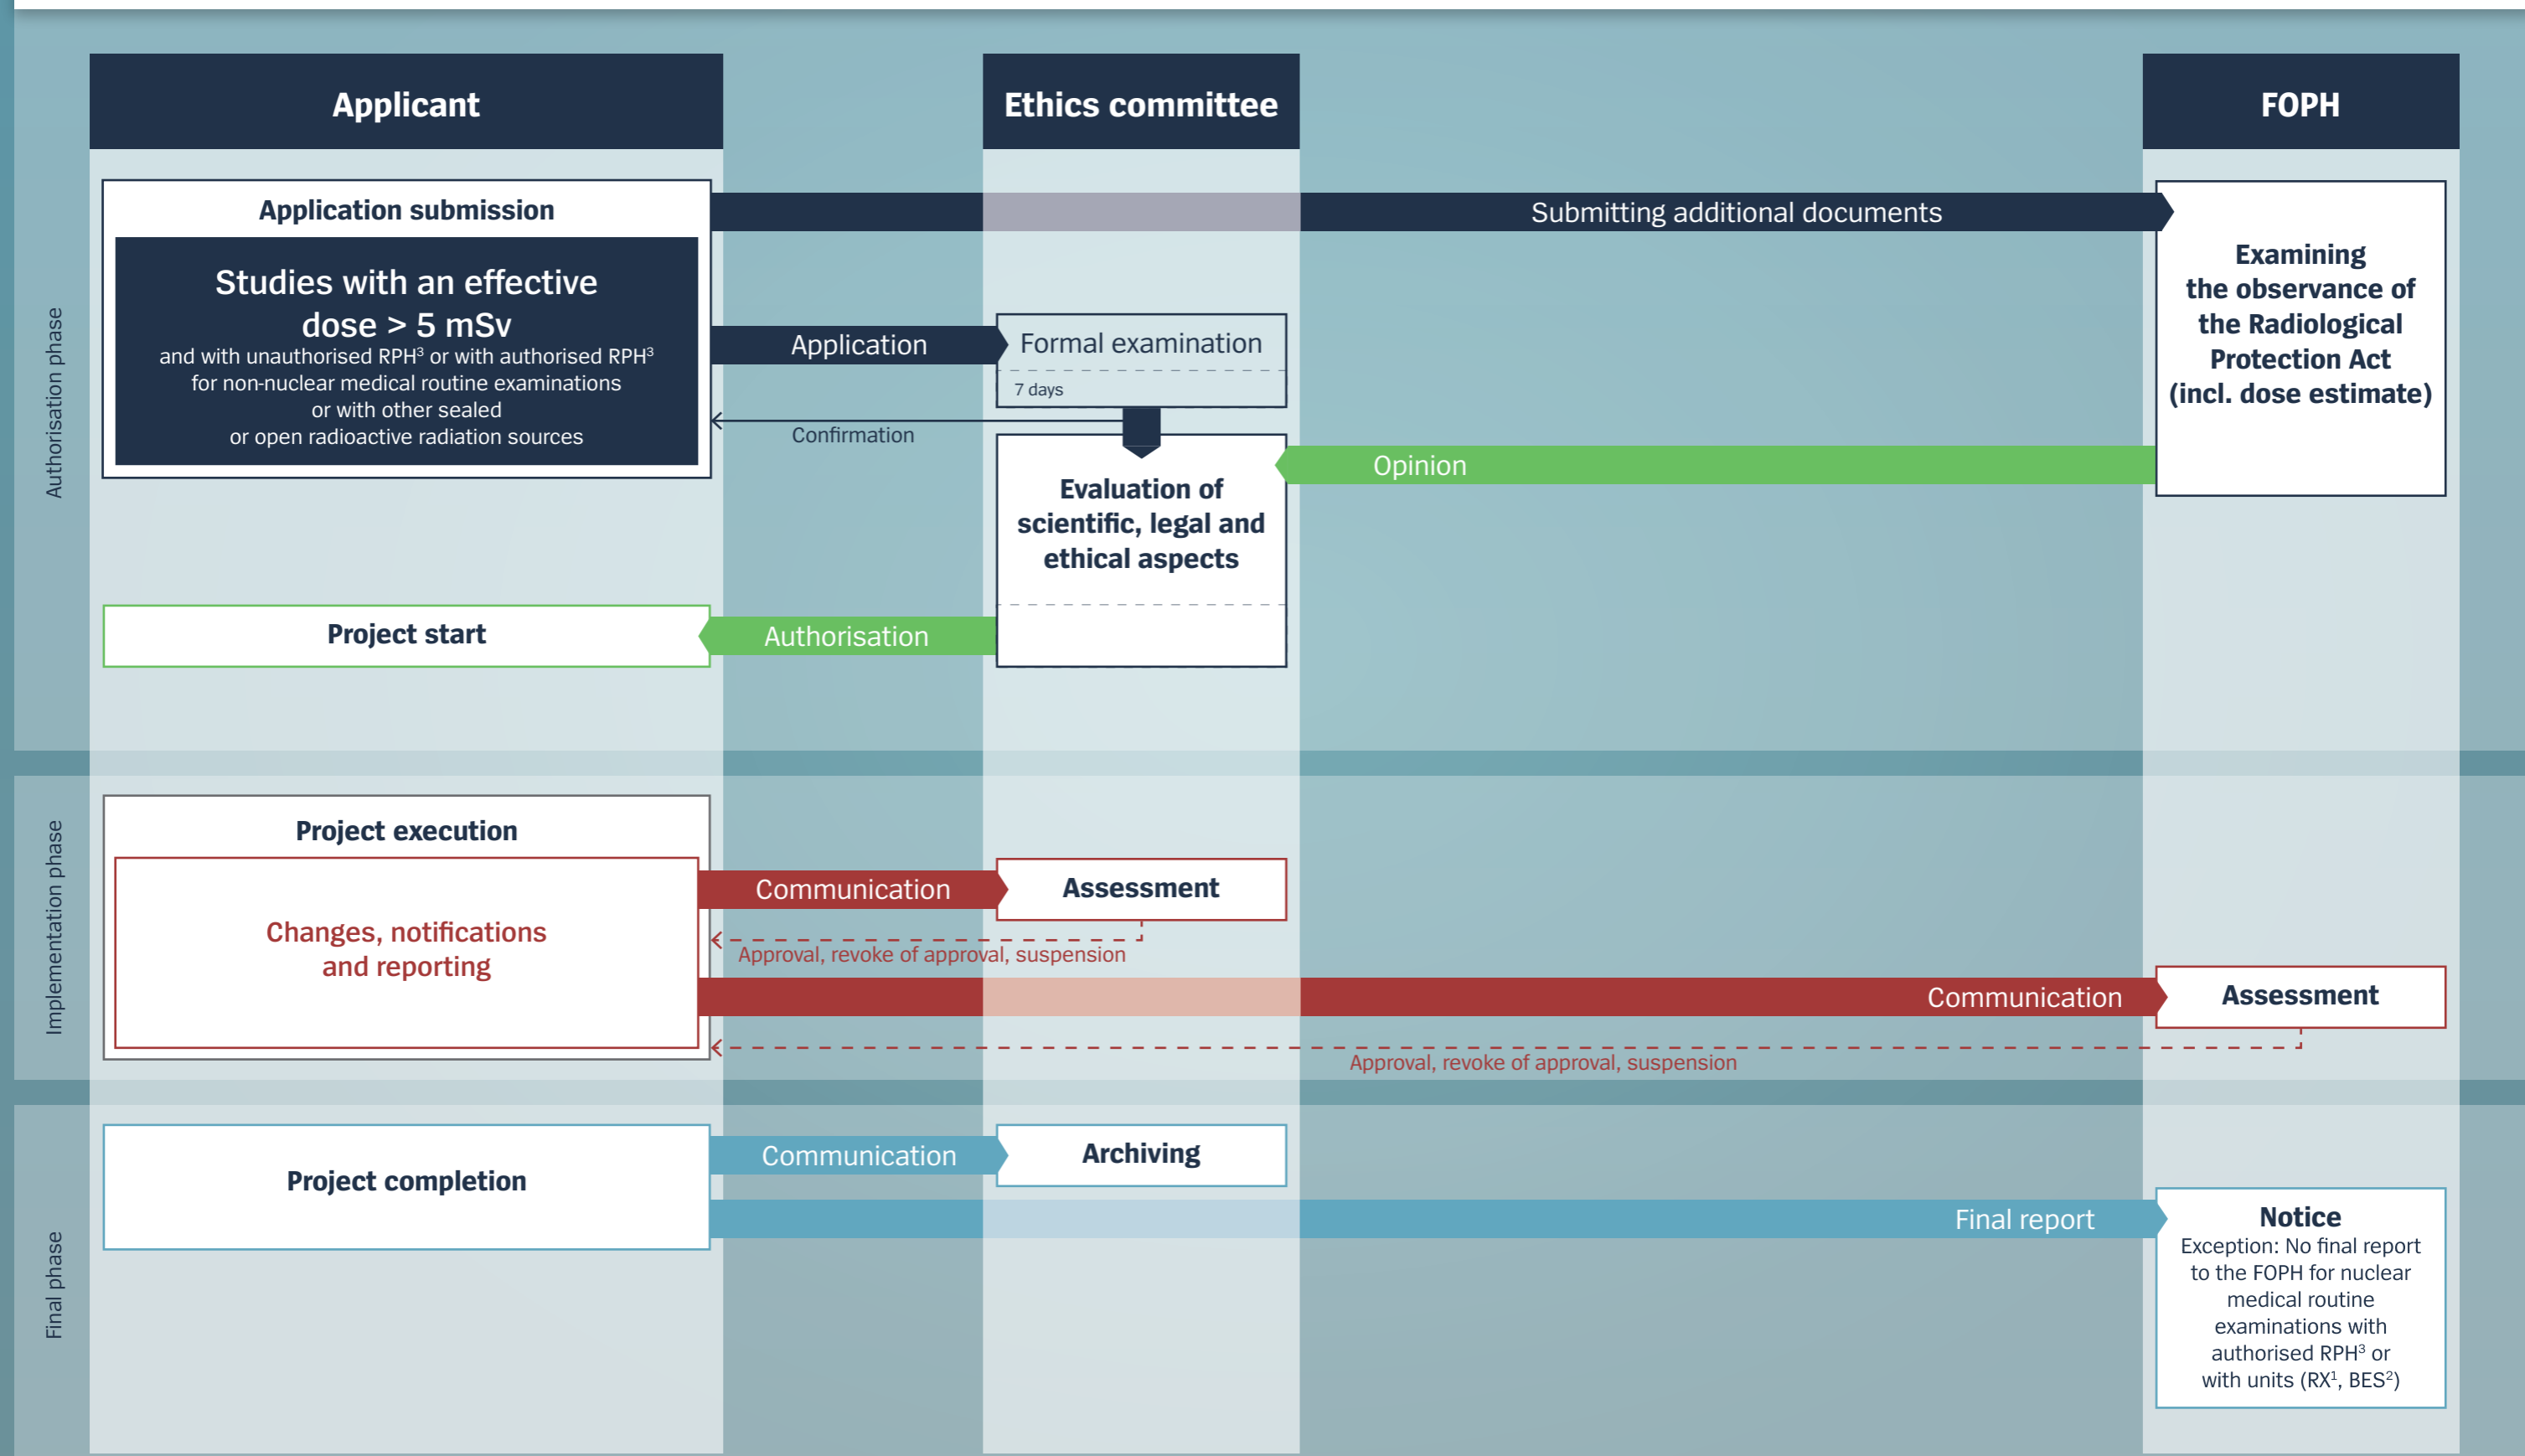 Applicant
Ethics committee
FOPH
Authorisation phase
Application submission
Studies with an effective
dose > 5 mSv
and with unauthorised RPH³ or with authorised RPH³
for non-nuclear medical routine examinations
or with other sealed
or open radioactive radiation sources
Submitting additional documents
Examining
the observance of
the Radiological
Protection Act
(incl. dose estimate)
Application
Formal examination
7 days
Confirmation
Opinion
Evaluation of
scientific, legal and
ethical aspects
Project start
Authorisation
Implementation phase
Project execution
Changes, notifications
and reporting
Communication
Assessment
Approval, revoke of approval, suspension
Communication
Assessment
Approval, revoke of approval, suspension
Final phase
Project completion
Communication
Archiving
Final report
Notice
Exception: No final report
to the FOPH for nuclear
medical routine
examinations with
authorised RPH³ or
with units (RX¹, BES²)